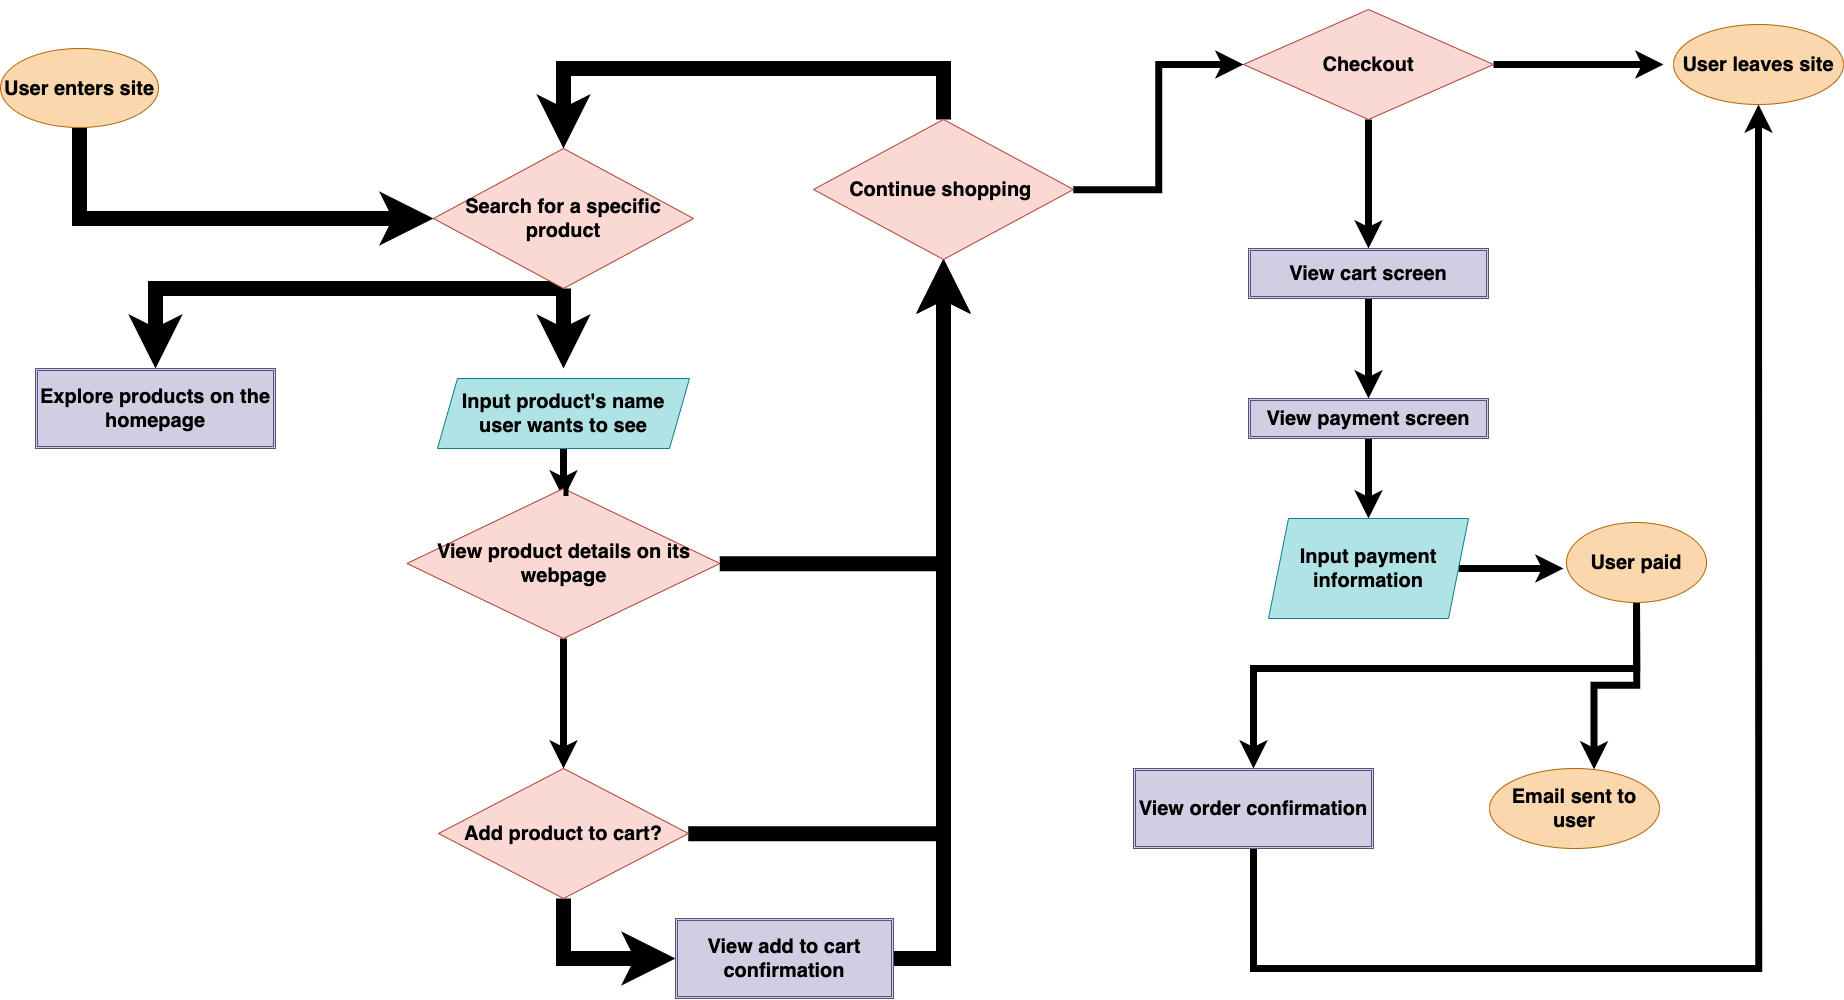 User enters site
Search for a specific
product
Explore products on the
homepage
Input product's name
user wants to see
View product details on its
webpage
Add product to cart?
View add to cart
confirmation
Continue shopping
Checkout
User leaves site
View cart screen
View payment screen
Input payment
information
User paid
View order confirmation
Email sent to
user